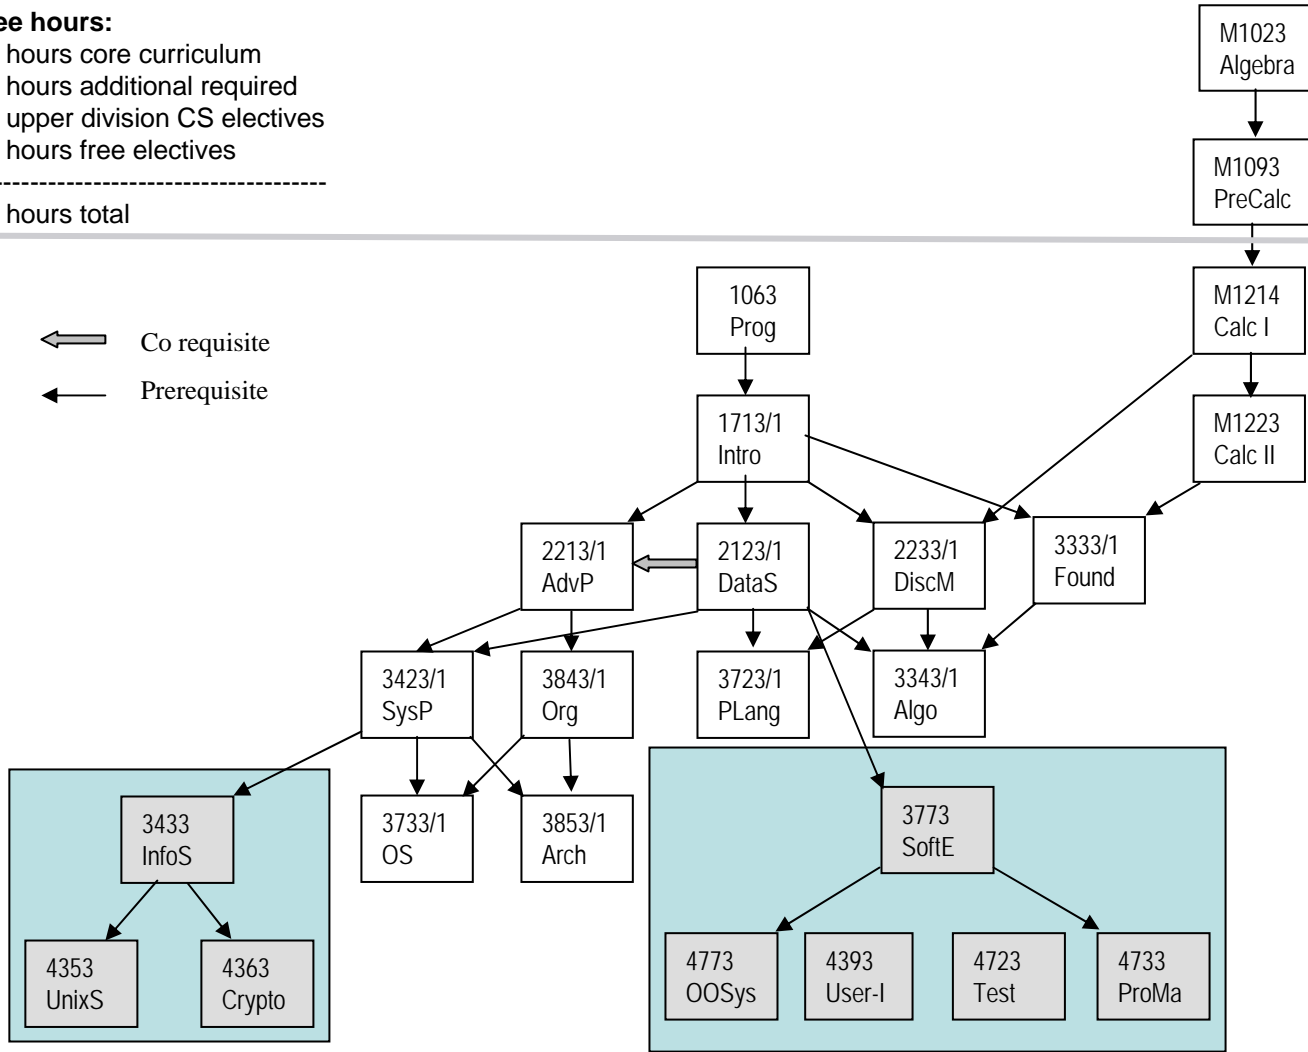 ee hours:
hours core curriculum
hours additional required
upper division CS electives
hours free electives
------------------------------------
hours total
M1023
Algebra
M1093
PreCalc
Co requisite
Prerequisite
1063
Prog
M1214
Calc I
1713/1
Intro
M1223
Calc II
2213/1
AdvP
2123/1
DataS
2233/1
DiscM
3333/1
Found
3423/1
SysP
3843/1
Org
3723/1
PLang
3343/1
Algo
3433
InfoS
3733/1
OS
3853/1
Arch
3773
SoftE
4353
UnixS
4363
Crypto
4773
OOSys
4393
User-I
4723
Test
4733
ProMa